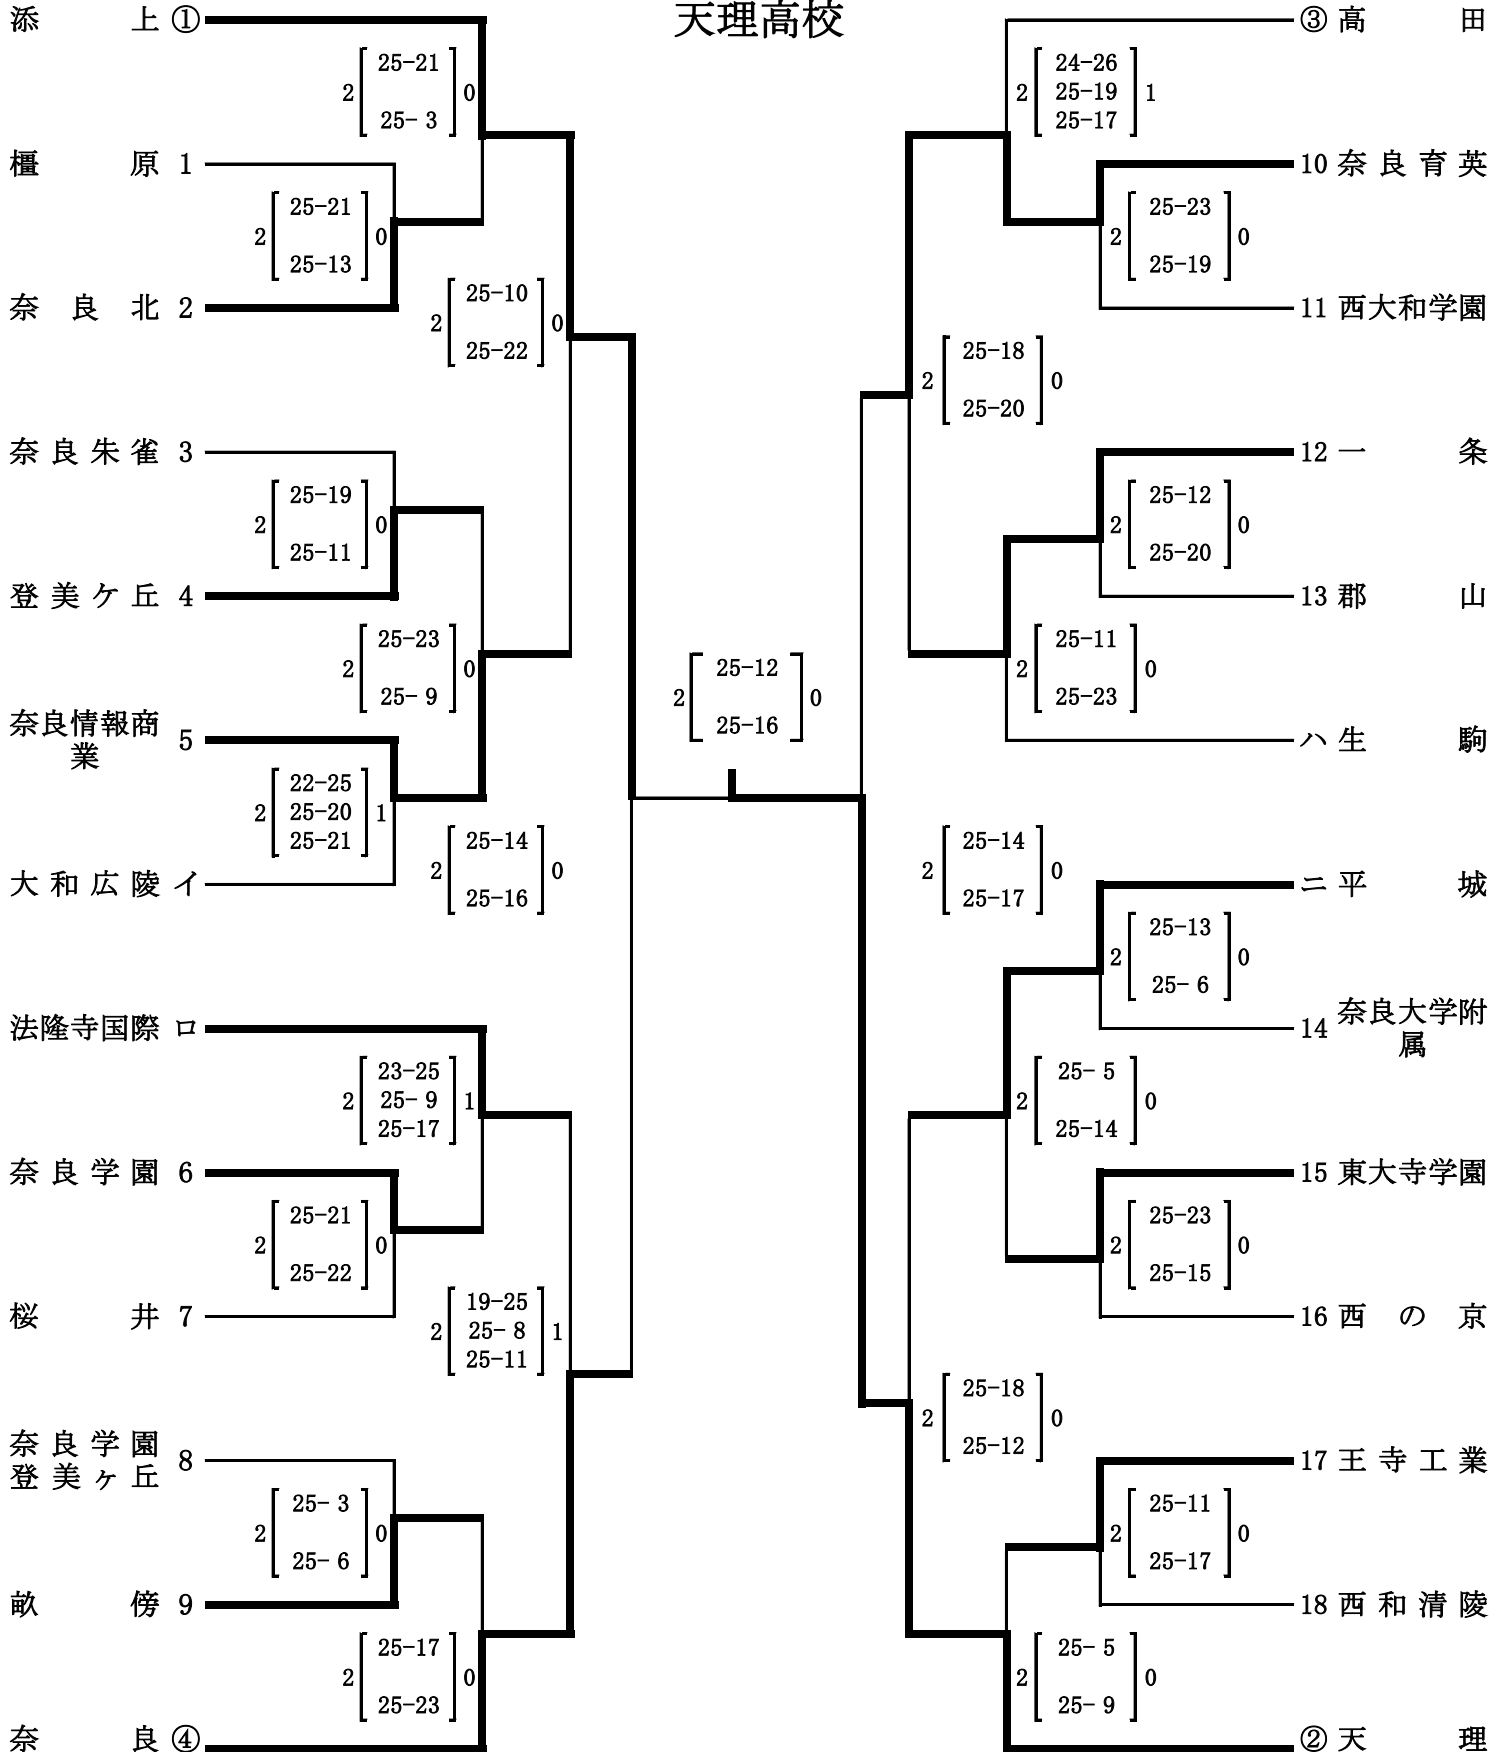 天理高校
添上①
25-21
2 0
25- 3
橿原 1
25-21
2 0
25-13
奈良北 2
25-10
2 0
25-22
奈良朱雀 3
25-19
2 0
25-11
登美ケ丘 4
25-23
2 0
25- 9
奈良情報商
業
5
22-25
2 25-20 1
25-21
大和広陵 イ
25-14
2 0
25-16
法隆寺国際 ロ
23-25
2 25- 9 1
25-17
奈良学園 6
25-21
2 0
25-22
桜井 7
19-25
2 25- 8 1
25-11
奈良学園
登美ヶ丘
8
25- 3
2 0
25- 6
畝傍 9
25-17
2 0
25-23
奈良④
25-12
2 0
25-16
③高田
24-26
2 25-19 1
25-17
10 奈良育英
25-23
2 0
25-19
11 西大和学園
25-18
2 0
25-20
12 一条
25-12
2 0
25-20
13 郡山
25-11
2 0
25-23
ハ 生駒
25-14
2 0
25-17
ニ 平城
25-13
2 0
25- 6
14 奈良大学附
属
25- 5
2 0
25-14
15 東大寺学園
25-23
2 0
25-15
16 西の京
25-18
2 0
25-12
17 王寺工業
25-11
2 0
25-17
18 西和清陵
25- 5
2 0
25- 9
②天理